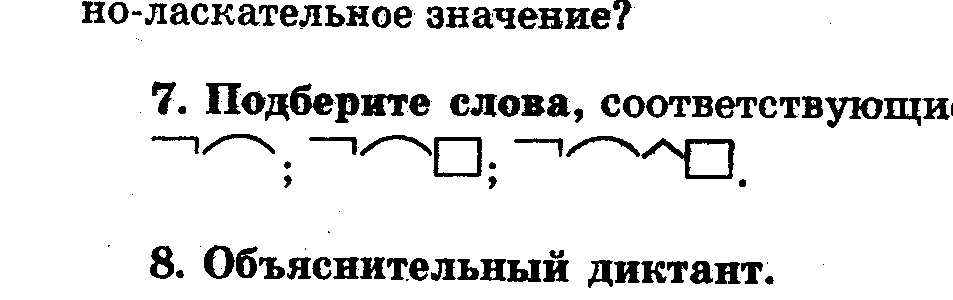 но-ласкательное значение?
7. Подберите слова, соответствующи
; ; .
8. Объяснительный диктант.